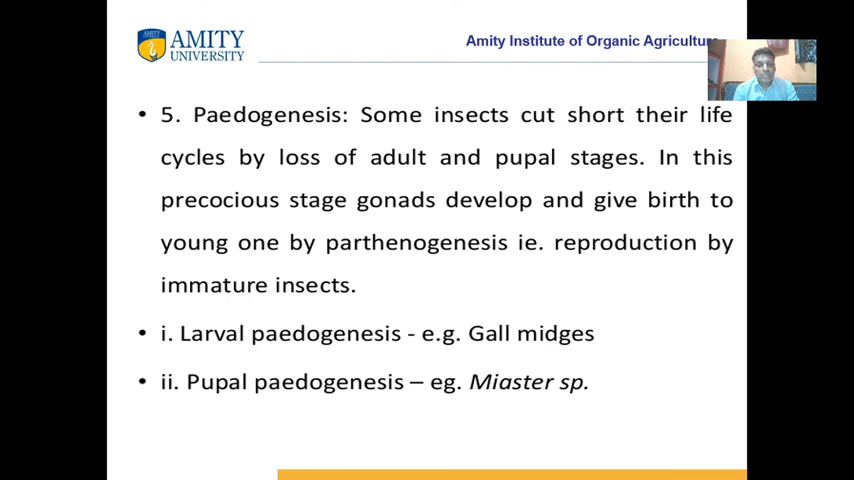 AMITY
AMITY
UNIVERSITY
Amity Institute of Organic Agriculture
• 5. Paedogenesis: Some insects cut short their life
cycles by loss of adult and pupal stages. In this
precocious stage gonads develop and give birth to
young one by parthenogenesis ie. reproduction by
immature insects.
• i. Larval paedogenesis - e.g. Gall midges
• ii. Pupal paedogenesis – eg. Miaster sp.